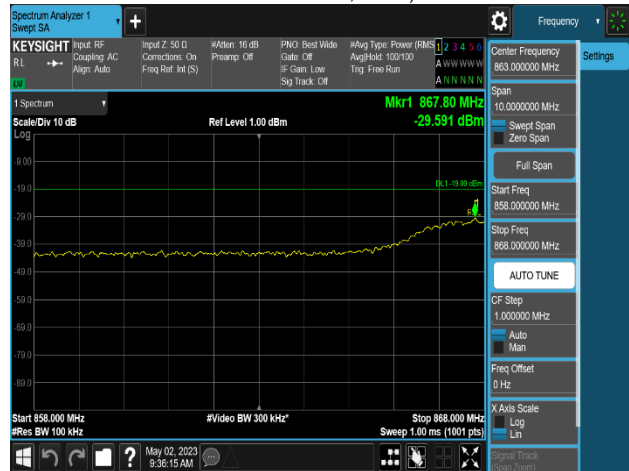 Spectrum Analyzer 1
Swept SA
Frequency
KEYSIGHT
Input: RF
Coupling: AC
Align: Auto
Input Z: 50 Ω
Corrections: On
Freq Ref: Int (S)
#Atten: 16 dB
Preamp: Off
PNO: Best Wide
Gate: Off
IF Gain: Low
Sig Track: Off
#Avg Type: Power (RMS
Avg|Hold: 100/100
Trig: Free Run
1 2 3 4 5 6
A W W W W W
A N N N N N
RL
LW
Center Frequency
863.000000 MHz
Settings
Span
10.0000000 MHz
Swept Span
Zero Span
Full Span
Start Freq
858.000000 MHz
Stop Freq
868.000000 MHz
AUTO TUNE
CF Step
1.000000 MHz
Auto
Man
Freq Offset
0 Hz
X Axis Scale
Log
Lin
Signal Track
(Span Zoom)
1 Spectrum
Mkr1 867.80 MHz
Scale/Div 10 dB
Ref Level 1.00 dBm
-29.591 dBm
Log
-9.00
-19.0
DL1 -19.00 dBm
-29.0
-39.0
-49.0
-59.0
-69.0
-79.0
-89.0
Start 858.000 MHz
#Video BW 300 kHz*
Stop 868.000 MHz
#Res BW 100 kHz
Sweep 1.00 ms (1001 pts)
May 02, 2023
9:36:15 AM